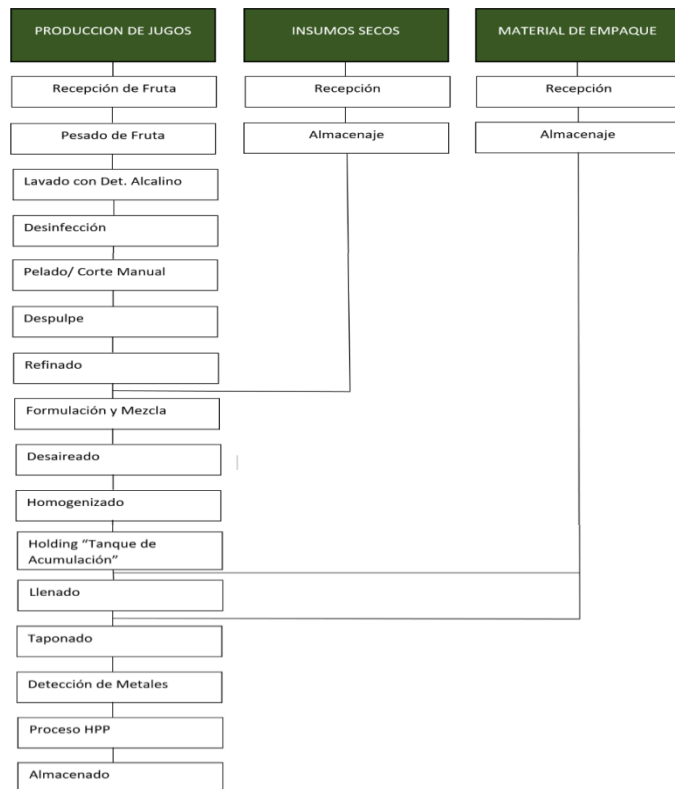 PRODUCCION DE JUGOS
INSUMOS SECOS
MATERIAL DE EMPAQUE
Recepción de Fruta
Recepción
Recepción
Pesado de Fruta
Almacenaje
Almacenaje
Lavado con Det. Alcalino
Desinfección
Pelado/ Corte Manual
Despulpe
Refinado
Formulación y Mezcla
Desaireado
Homogenizado
Holding “Tanque de
Acumulación”
Llenado
Taponado
Detección de Metales
Proceso HPP
Almacenado